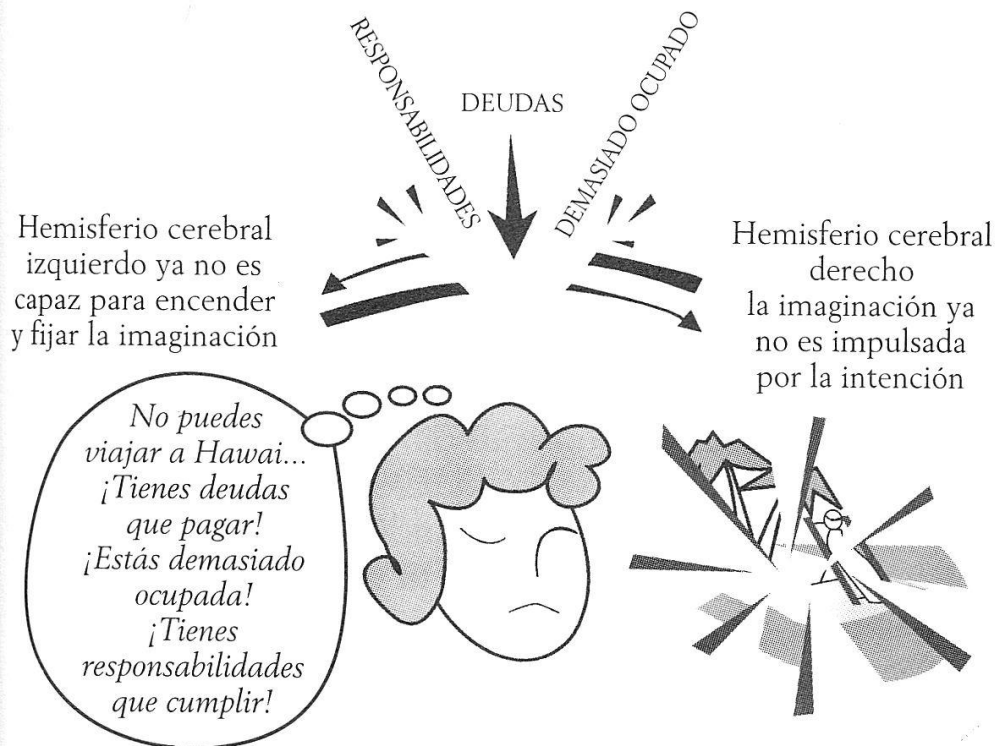 RESPONSABILIDADES
DEUDAS
DEMASIADO OCUPADO
Hemisferio cerebral
izquierdo ya no es
capaz para encender
y fijar la imaginación
Hemisferio cerebral
derecho
la imaginación ya
no es impulsada
por la intención
No puedes
viajar a Hawai...
¡Tienes deudas
que pagar!
¡Estás demasiado
ocupada!
¡Tienes
responsabilidades
que cumplir!